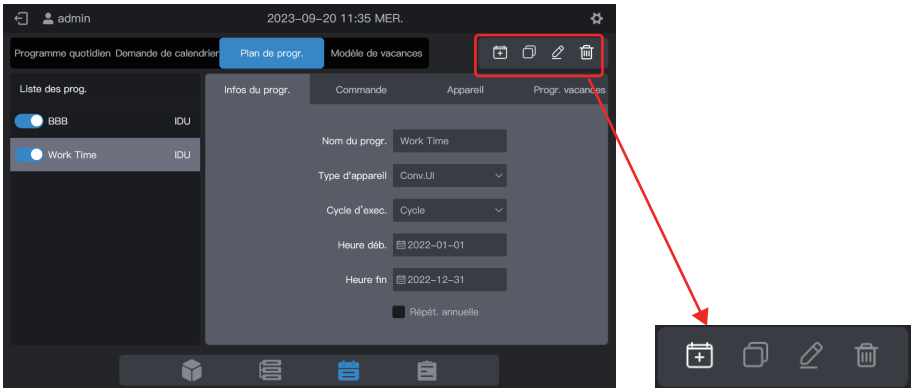 admin 2023-09-20 11:35 MER.
Programme quotidien Demande de calendrier Plan de progr. Modèle de vacances
Liste des prog. Infos du progr. Commande Appareil Progr. vacances
BBB IDU
Work Time IDU
Nom du progr. Work Time
Type d'appareil Conv.UI
Cycle d'exec. Cycle
Heure déb. 2022-01-01
Heure fin 2022-12-31
Répét. annuelle